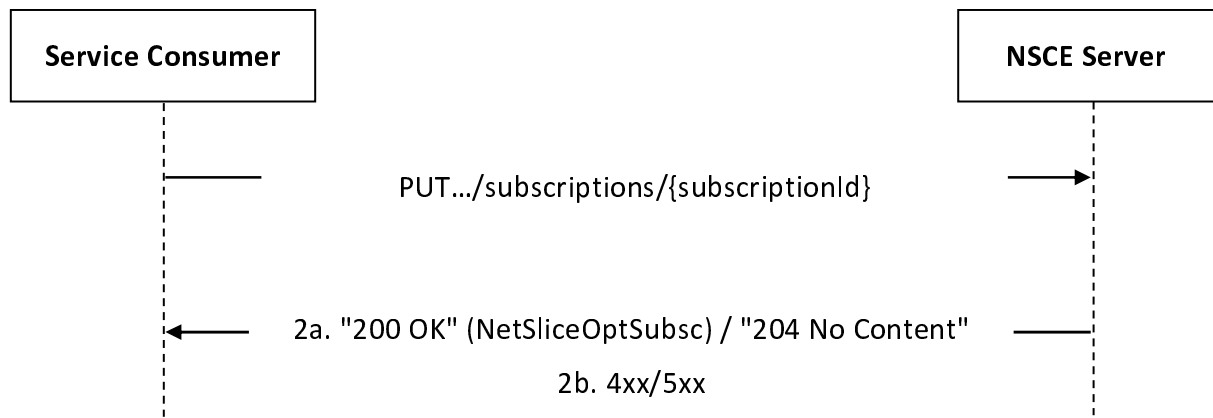 Service Consumer
NSCE Server
PUT.../subscriptions/{subscriptionId}
2a. "200 OK" (NetSliceOptSubsc) / "204 No Content"
2b. 4xx/5xx